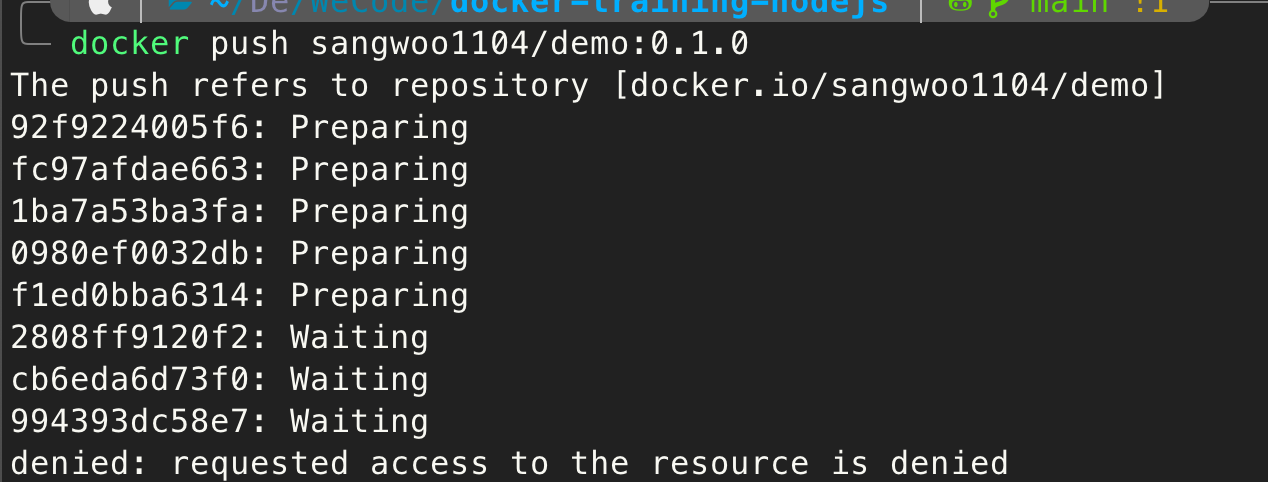 ~/De/WeCode/docker-training-nodejs main !1
docker push sangwoo1104/demo:0.1.0
The push refers to repository [docker.io/sangwoo1104/demo]
92f9224005f6: Preparing
fc97afdae663: Preparing
1ba7a53ba3fa: Preparing
0980ef0032db: Preparing
f1ed0bba6314: Preparing
2808ff9120f2: Waiting
cb6eda6d73f0: Waiting
994393dc58e7: Waiting
denied: requested access to the resource is denied